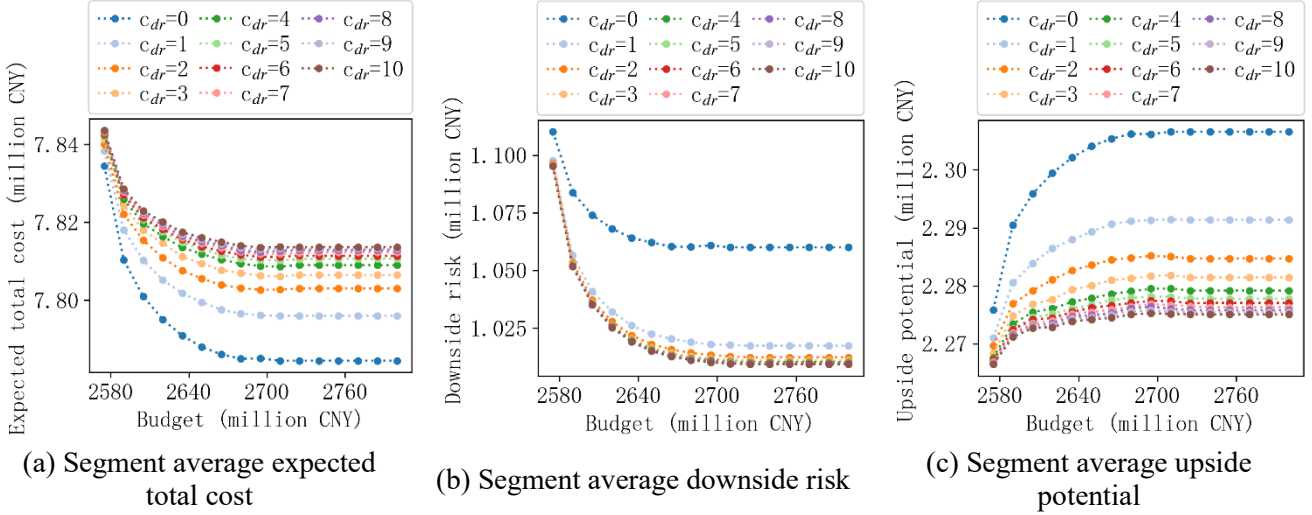 c_dr=0 c_dr=4 c_dr=8
c_dr=1 c_dr=5 c_dr=9
c_dr=2 c_dr=6 c_dr=10
c_dr=3 c_dr=7
Expected total cost (million CNY)
7.84
7.82
7.80
2580 2640 2700 2760
Budget (million CNY)
(a) Segment average expected
total cost
c_dr=0 c_dr=4 c_dr=8
c_dr=1 c_dr=5 c_dr=9
c_dr=2 c_dr=6 c_dr=10
c_dr=3 c_dr=7
Downside risk (million CNY)
1.100
1.075
1.050
1.025
2580 2640 2700 2760
Budget (million CNY)
(b) Segment average downside risk
c_dr=0 c_dr=4 c_dr=8
c_dr=1 c_dr=5 c_dr=9
c_dr=2 c_dr=6 c_dr=10
c_dr=3 c_dr=7
Upside potential (million CNY)
2.30
2.29
2.28
2.27
2580 2640 2700 2760
Budget (million CNY)
(c) Segment average upside
potential